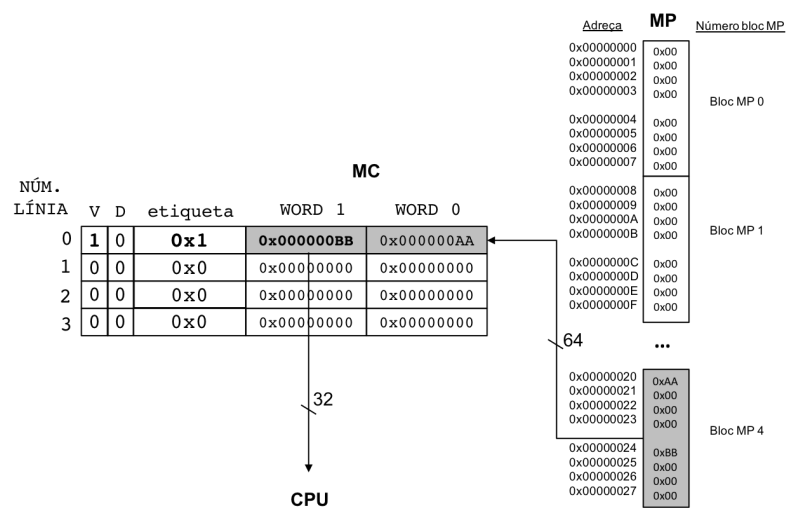 MC
NÚM.
LÍNIA V D etiqueta WORD 1 WORD 0
0 1 0 0x1 0x000000BB 0x000000AA
1 0 0 0x0 0x00000000 0x00000000
2 0 0 0x0 0x00000000 0x00000000
3 0 0 0x0 0x00000000 0x00000000
32
CPU
64
Adreça MP Número bloc MP
0x00000000 0x00
0x00000001 0x00
0x00000002 0x00
0x00000003 0x00
Bloc MP 0
0x00000004 0x00
0x00000005 0x00
0x00000006 0x00
0x00000007 0x00
0x00000008 0x00
0x00000009 0x00
0x0000000A 0x00
0x0000000B 0x00
Bloc MP 1
0x0000000C 0x00
0x0000000D 0x00
0x0000000E 0x00
0x0000000F 0x00
...
0x00000020 0xAA
0x00000021 0x00
0x00000022 0x00
0x00000023 0x00
Bloc MP 4
0x00000024 0xBB
0x00000025 0x00
0x00000026 0x00
0x00000027 0x00